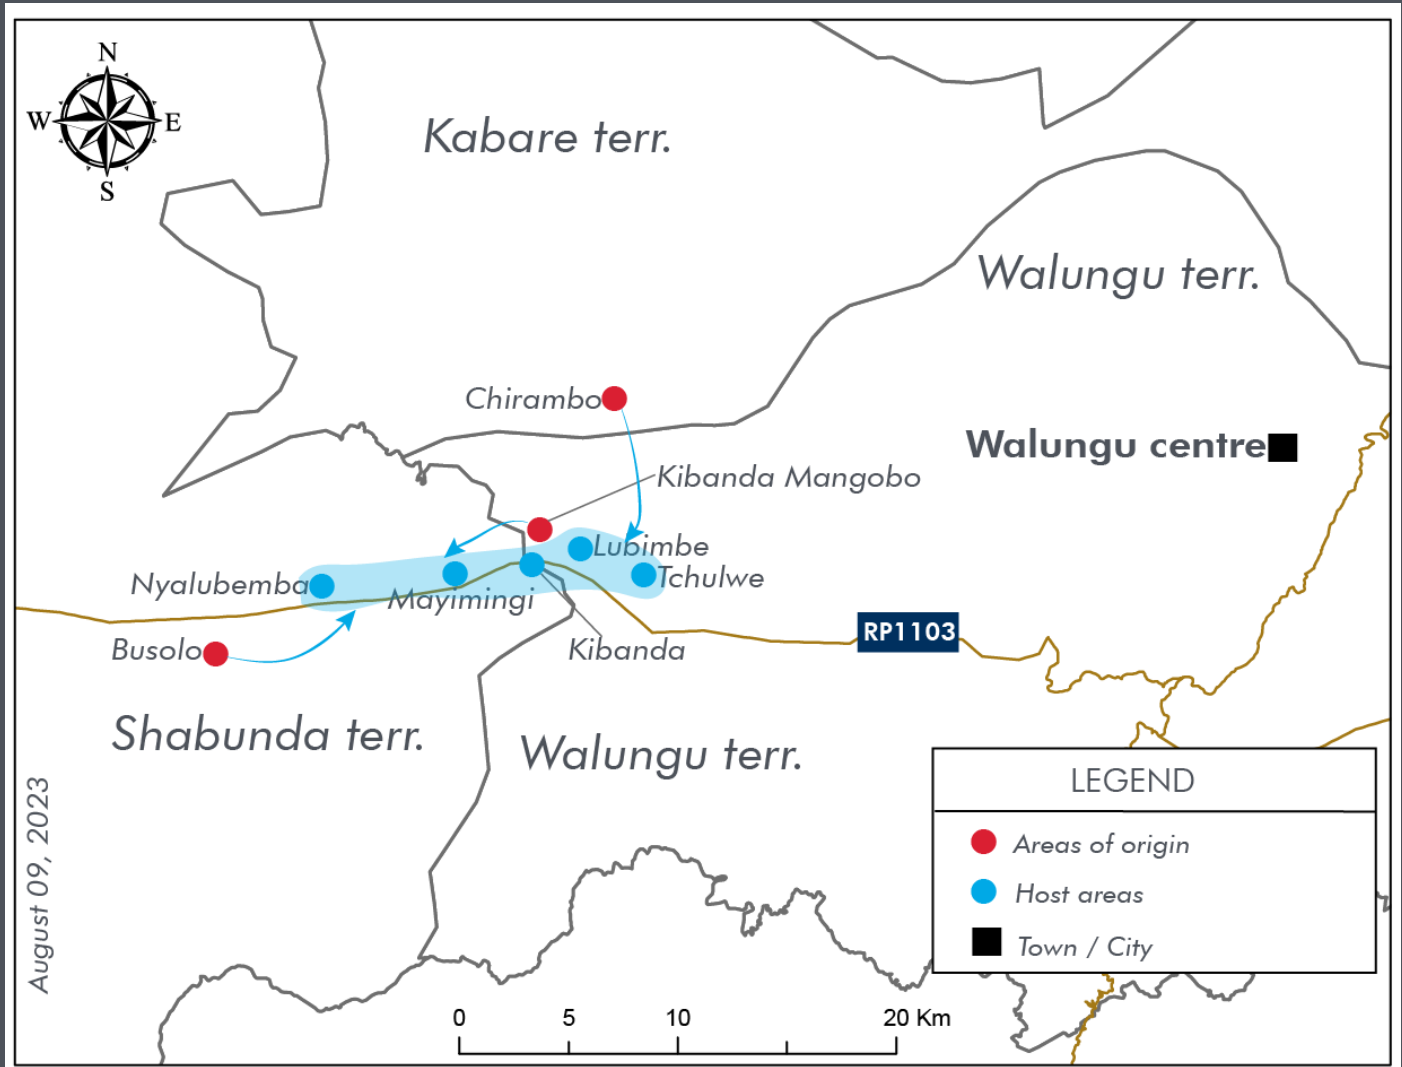 N
W
E
S
Kabare terr.
Walungu terr.
Chirambo
Walungu centre
Kibanda Mangobo
Lubimbe
Nyalubemba
Mayimingi
Tchulwe
Busolo
Kibanda
RP1103
Shabunda terr.
Walungu terr.
LEGEND
Areas of origin
Host areas
Town / City
August 09, 2023
0 5 10 20 Km